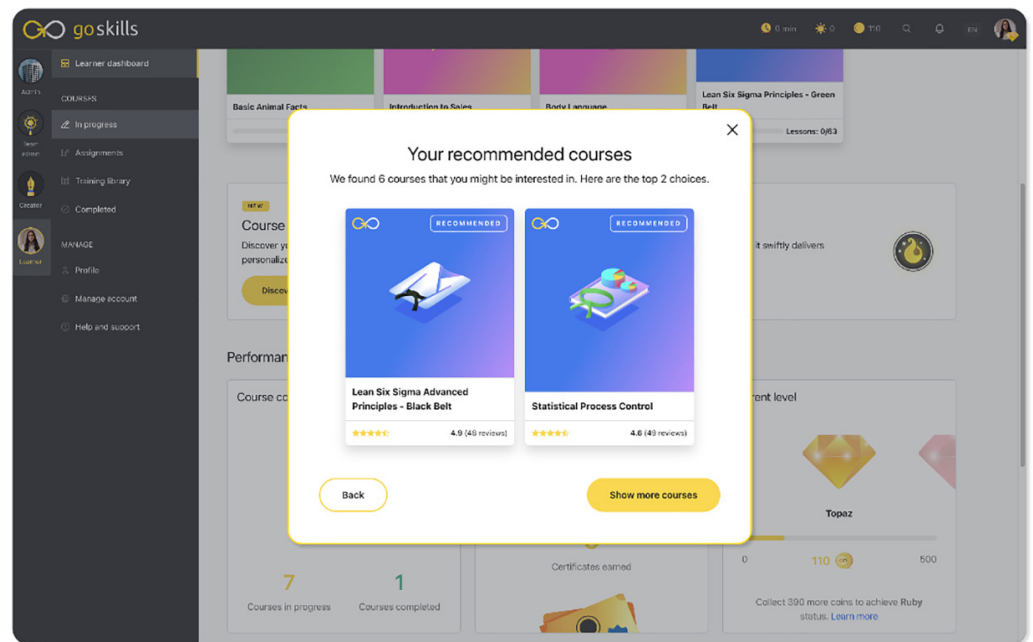 goskills
0 min
0
110
EN
Admin
Team admin
Creator
Learner
Learner dashboard
COURSES
In progress
Assignments
Training library
Completed
MANAGE
Profile
Manage account
Help and support
Basic Animal Facts
Introduction to Sales
Body Language
Lean Six Sigma Principles - Green
Belt
Lessons: 0/63
Your recommended courses
We found 6 courses that you might be interested in. Here are the top 2 choices.
RECOMMENDED
RECOMMENDED
Lean Six Sigma Advanced
Principles - Black Belt
4.9 (48 reviews)
Statistical Process Control
4.6 (49 reviews)
Back
Show more courses
NEW
Course
Discover
personalize
it swiftly delivers
Discov
Performan
Course co
7
Courses in progress
1
Courses completed
Certificates earned
rent level
Topaz
0
110
500
Collect 390 more coins to achieve Ruby
status. Learn more